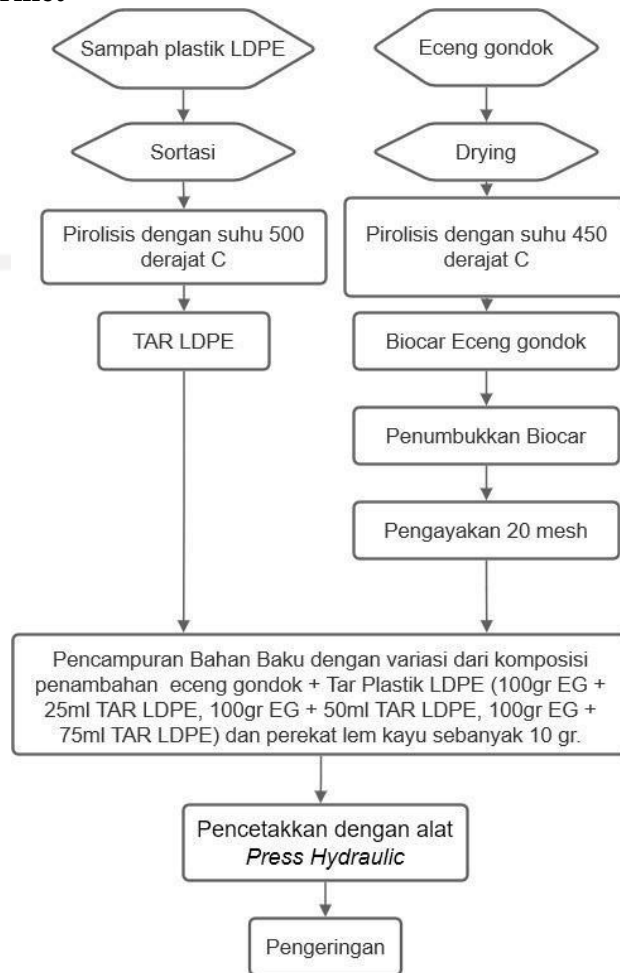 Sampah plastik LDPE
Eceng gondok
Sortasi
Drying
Pirolisis dengan suhu 500
derajat C
Pirolisis dengan suhu 450
derajat C
TAR LDPE
Biocar Eceng gondok
Penumbukkan Biocar
Pengayakan 20 mesh
Pencampuran Bahan Baku dengan variasi dari komposisi
penambahan eceng gondok + Tar Plastik LDPE (100gr EG +
25ml TAR LDPE, 100gr EG + 50ml TAR LDPE, 100gr EG +
75ml TAR LDPE) dan perekat lem kayu sebanyak 10 gr.
Pencetakkan dengan alat
Press Hydraulic
Pengeringan